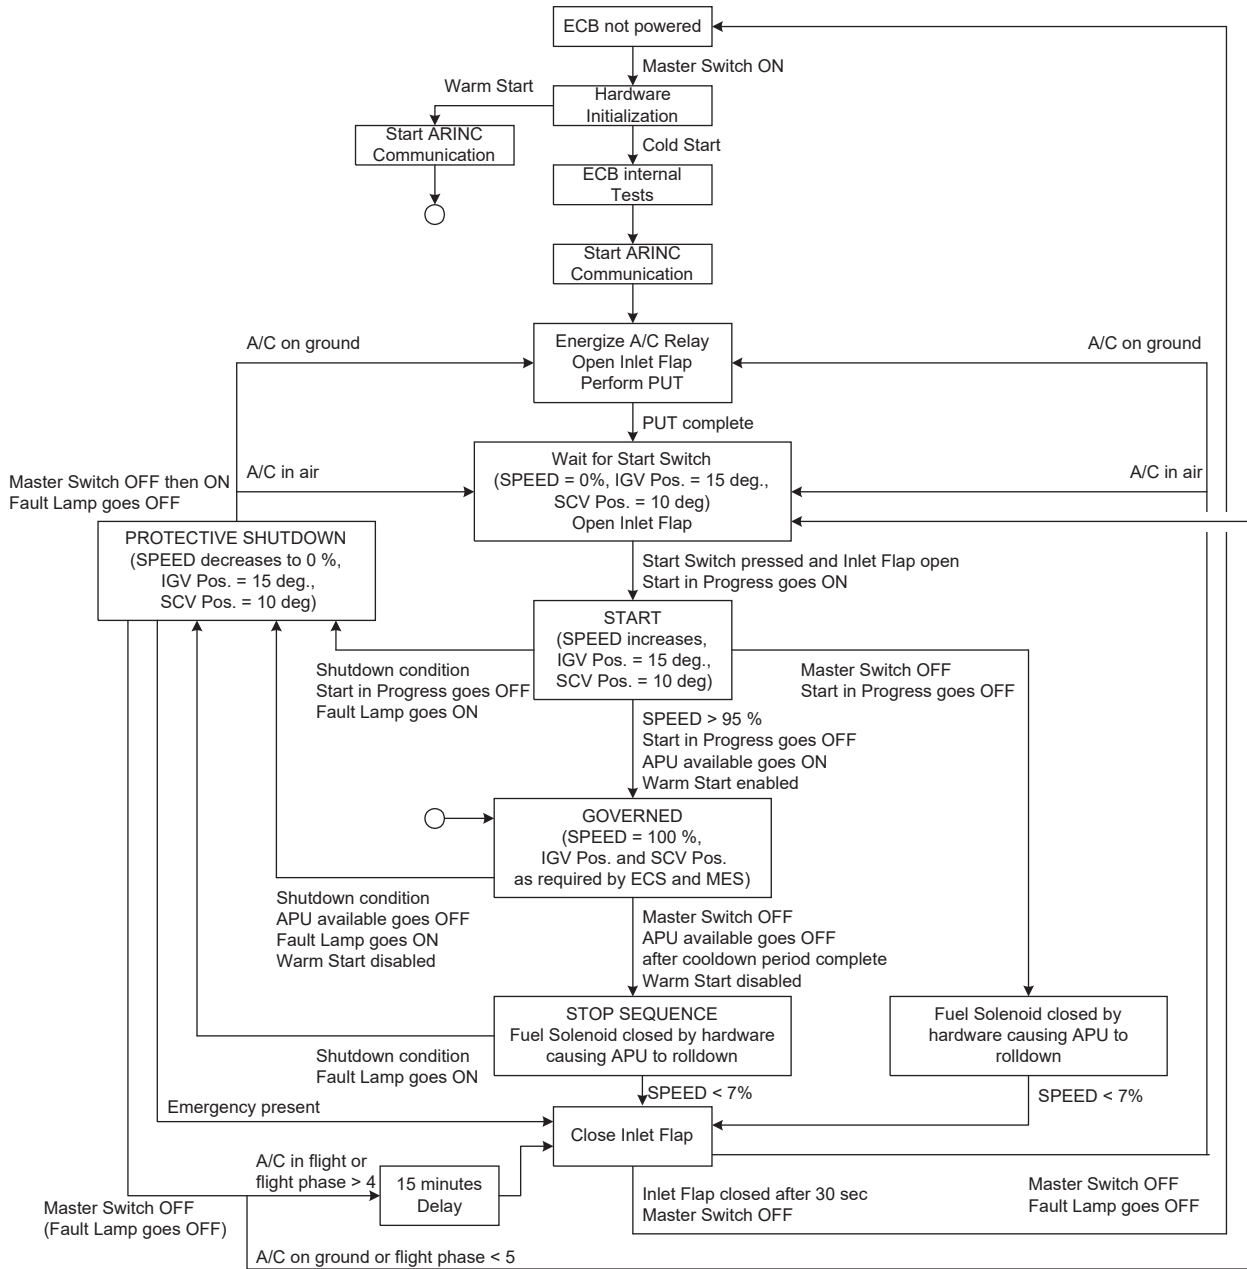 ECB not powered
Master Switch ON
Warm Start
Hardware
Initialization
Start ARINC
Communication
Cold Start
ECB internal
Tests
Start ARINC
Communication
A/C on ground
Energize A/C Relay
Open Inlet Flap
Perform PUT
A/C on ground
PUT complete
Master Switch OFF then ON
Fault Lamp goes OFF
A/C in air
Wait for Start Switch
(SPEED = 0%, IGV Pos. = 15 deg.,
SCV Pos. = 10 deg)
Open Inlet Flap
A/C in air
PROTECTIVE SHUTDOWN
(SPEED decreases to 0 %,
IGV Pos. = 15 deg.,
SCV Pos. = 10 deg)
Start Switch pressed and Inlet Flap open
Start in Progress goes ON
START
(SPEED increases,
IGV Pos. = 15 deg.,
SCV Pos. = 10 deg)
Shutdown condition
Start in Progress goes OFF
Fault Lamp goes ON
Master Switch OFF
Start in Progress goes OFF
SPEED > 95 %
Start in Progress goes OFF
APU available goes ON
Warm Start enabled
GOVERNED
(SPEED = 100 %,
IGV Pos. and SCV Pos.
as required by ECS and MES)
Shutdown condition
APU available goes OFF
Fault Lamp goes ON
Warm Start disabled
Master Switch OFF
APU available goes OFF
after cooldown period complete
Warm Start disabled
STOP SEQUENCE
Fuel Solenoid closed by hardware
causing APU to rolldown
Fuel Solenoid closed by
hardware causing APU to
rolldown
Shutdown condition
Fault Lamp goes ON
SPEED < 7%
SPEED < 7%
Emergency present
Close Inlet Flap
A/C in flight or
flight phase > 4
15 minutes
Delay
Master Switch OFF
(Fault Lamp goes OFF)
Inlet Flap closed after 30 sec
Master Switch OFF
Master Switch OFF
Fault Lamp goes OFF
A/C on ground or flight phase < 5